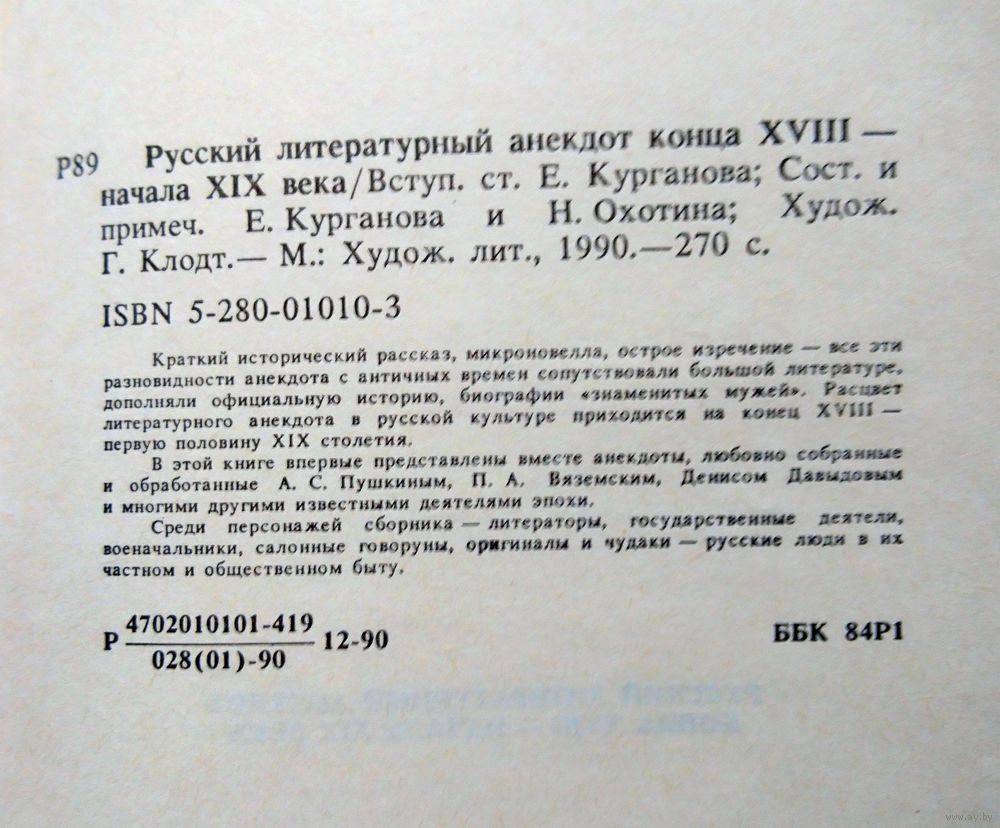 Р89 Русский литературный анекдот конца XVIII —
начала XIX века/Вступ. ст. Е. Курганова; Сост. и
примеч. Е. Курганова и Н. Охотина; Худож.
Г. Клодт.— М.: Худож. лит., 1990.—270 с.
ISBN 5-280-01010-3
Краткий исторический рассказ, микроновелла, острое изречение — все эти
разновидности анекдота с античных времен сопутствовали большой литературе,
дополняли официальную историю, биографии «знаменитых мужей». Расцвет
литературного анекдота в русской культуре приходится на конец XVIII —
первую половину XIX столетия.
В этой книге впервые представлены вместе анекдоты, любовно собранные
и обработанные А. С. Пушкиным, П. А. Вяземским, Денисом Давыдовым
и многими другими известными деятелями эпохи.
Среди персонажей сборника — литераторы, государственные деятели,
военачальники, салонные говоруны, оригиналы и чудаки — русские люди в их
частном и общественном быту.
Р 4702010101-419 12-90
028(01)-90
ББК 84Р1
www.ay.by